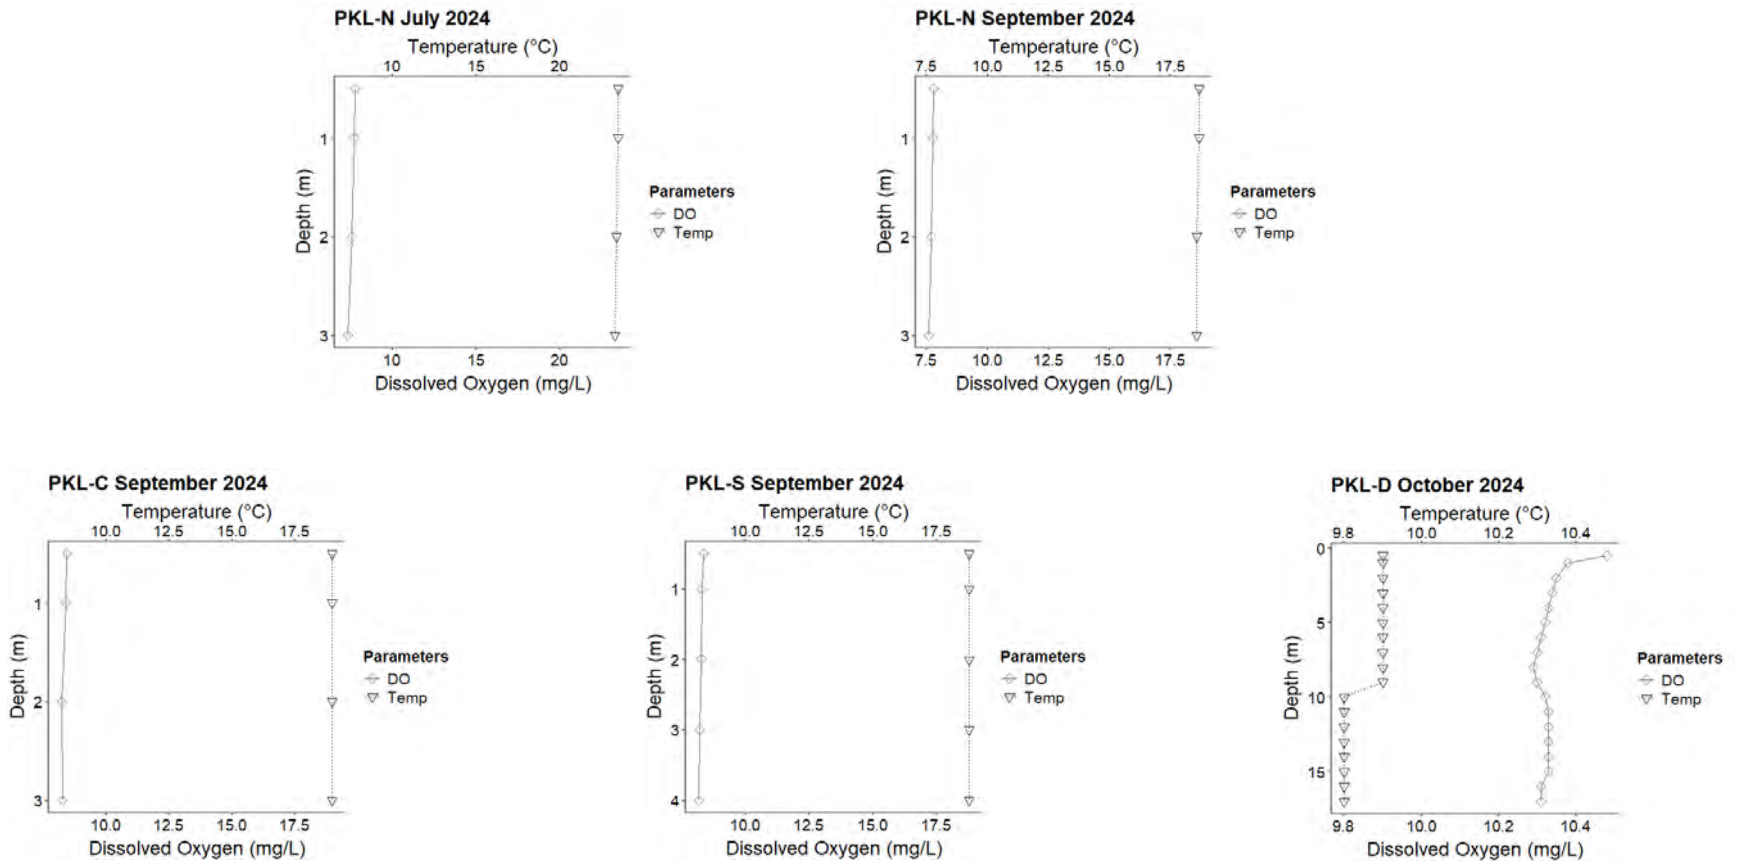 PKL-N July 2024
Temperature (°C)
10 15 20
1
2
3
Depth (m)
10 15 20
Dissolved Oxygen (mg/L)
Parameters
DO
Temp
PKL-N September 2024
Temperature (°C)
7.5 10.0 12.5 15.0 17.5
1
2
3
Depth (m)
7.5 10.0 12.5 15.0 17.5
Dissolved Oxygen (mg/L)
Parameters
DO
Temp
PKL-C September 2024
Temperature (°C)
10.0 12.5 15.0 17.5
1
2
3
Depth (m)
10.0 12.5 15.0 17.5
Dissolved Oxygen (mg/L)
Parameters
DO
Temp
PKL-S September 2024
Temperature (°C)
10.0 12.5 15.0 17.5
1
2
3
4
Depth (m)
10.0 12.5 15.0 17.5
Dissolved Oxygen (mg/L)
Parameters
DO
Temp
PKL-D October 2024
Temperature (°C)
9.8 10.0 10.2 10.4
0
5
10
15
Depth (m)
9.8 10.0 10.2 10.4
Dissolved Oxygen (mg/L)
Parameters
DO
Temp